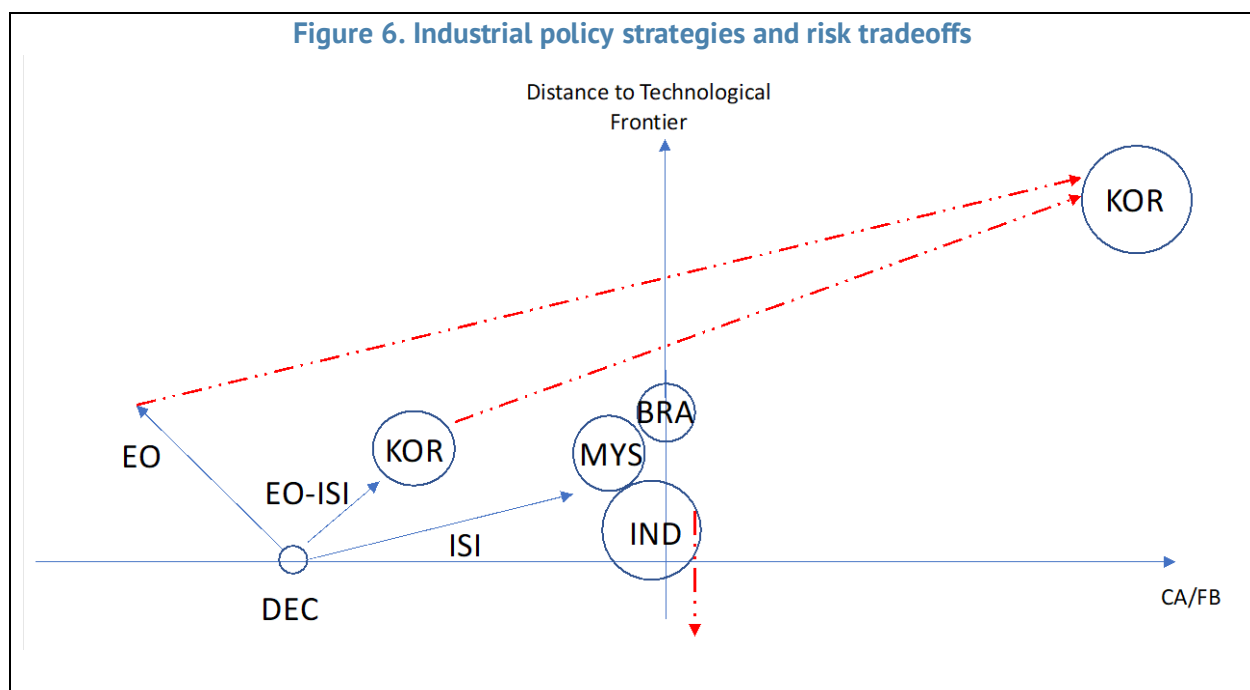 Figure 6. Industrial policy strategies and risk tradeoffs
Distance to Technological
Frontier
KOR
BRA
EO
KOR
MYS
EO-ISI
IND
ISI
DEC
CA/FB